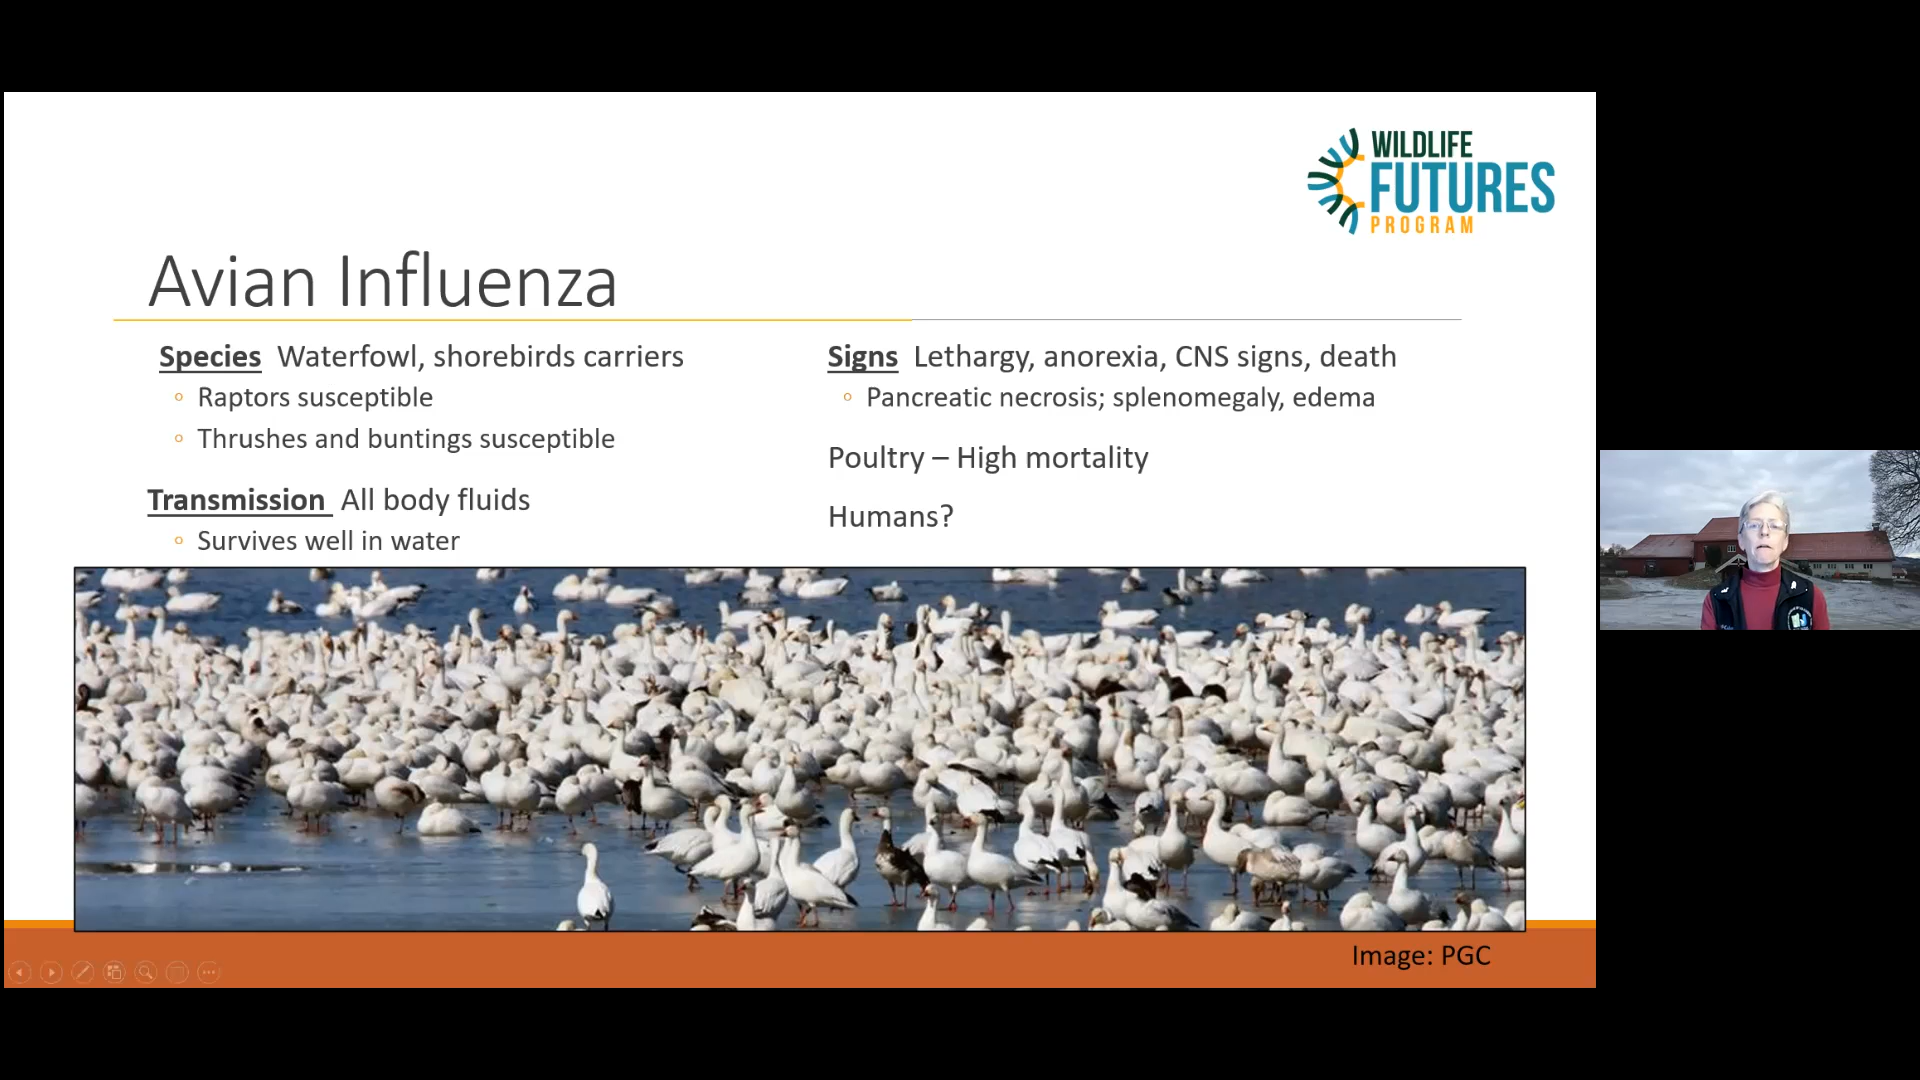 WILDLIFE
FUTURES
PROGRAM
Avian Influenza
Species Waterfowl, shorebirds carriers
Raptors susceptible
Thrushes and buntings susceptible
Transmission All body fluids
Survives well in water
Signs Lethargy, anorexia, CNS signs, death
Pancreatic necrosis; splenomegaly, edema
Poultry – High mortality
Humans?
Image: PGC